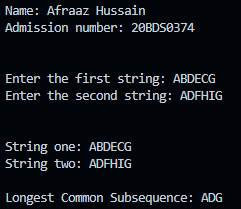 Name: Afraaz Hussain
Admission number: 20BDS0374
Enter the first string: ABDECG
Enter the second string: ADFHIG
String one: ABDECG
String two: ADFHIG
Longest Common Subsequence: ADG